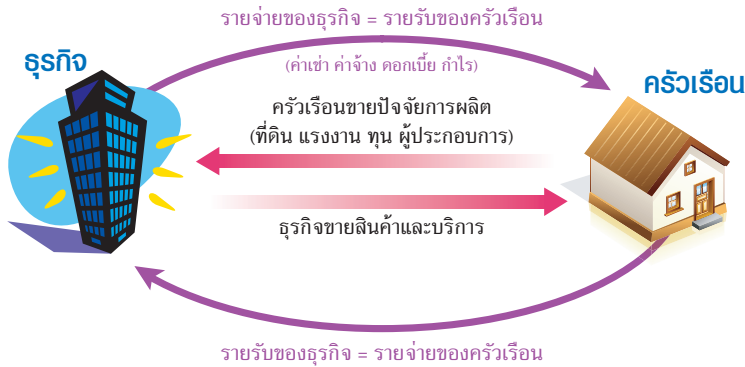 รายจ่ายของธุรกิจ = รายรับของครัวเรือน
ธุรกิจ
(ค่าเช่า ค่าจ้าง ดอกเบี้ย กำไร)
ครัวเรือน
ครัวเรือนขายปัจจัยการผลิต
(ที่ดิน แรงงาน ทุน ผู้ประกอบการ)
ธุรกิจขายสินค้าและบริการ
รายรับของธุรกิจ = รายจ่ายของครัวเรือน